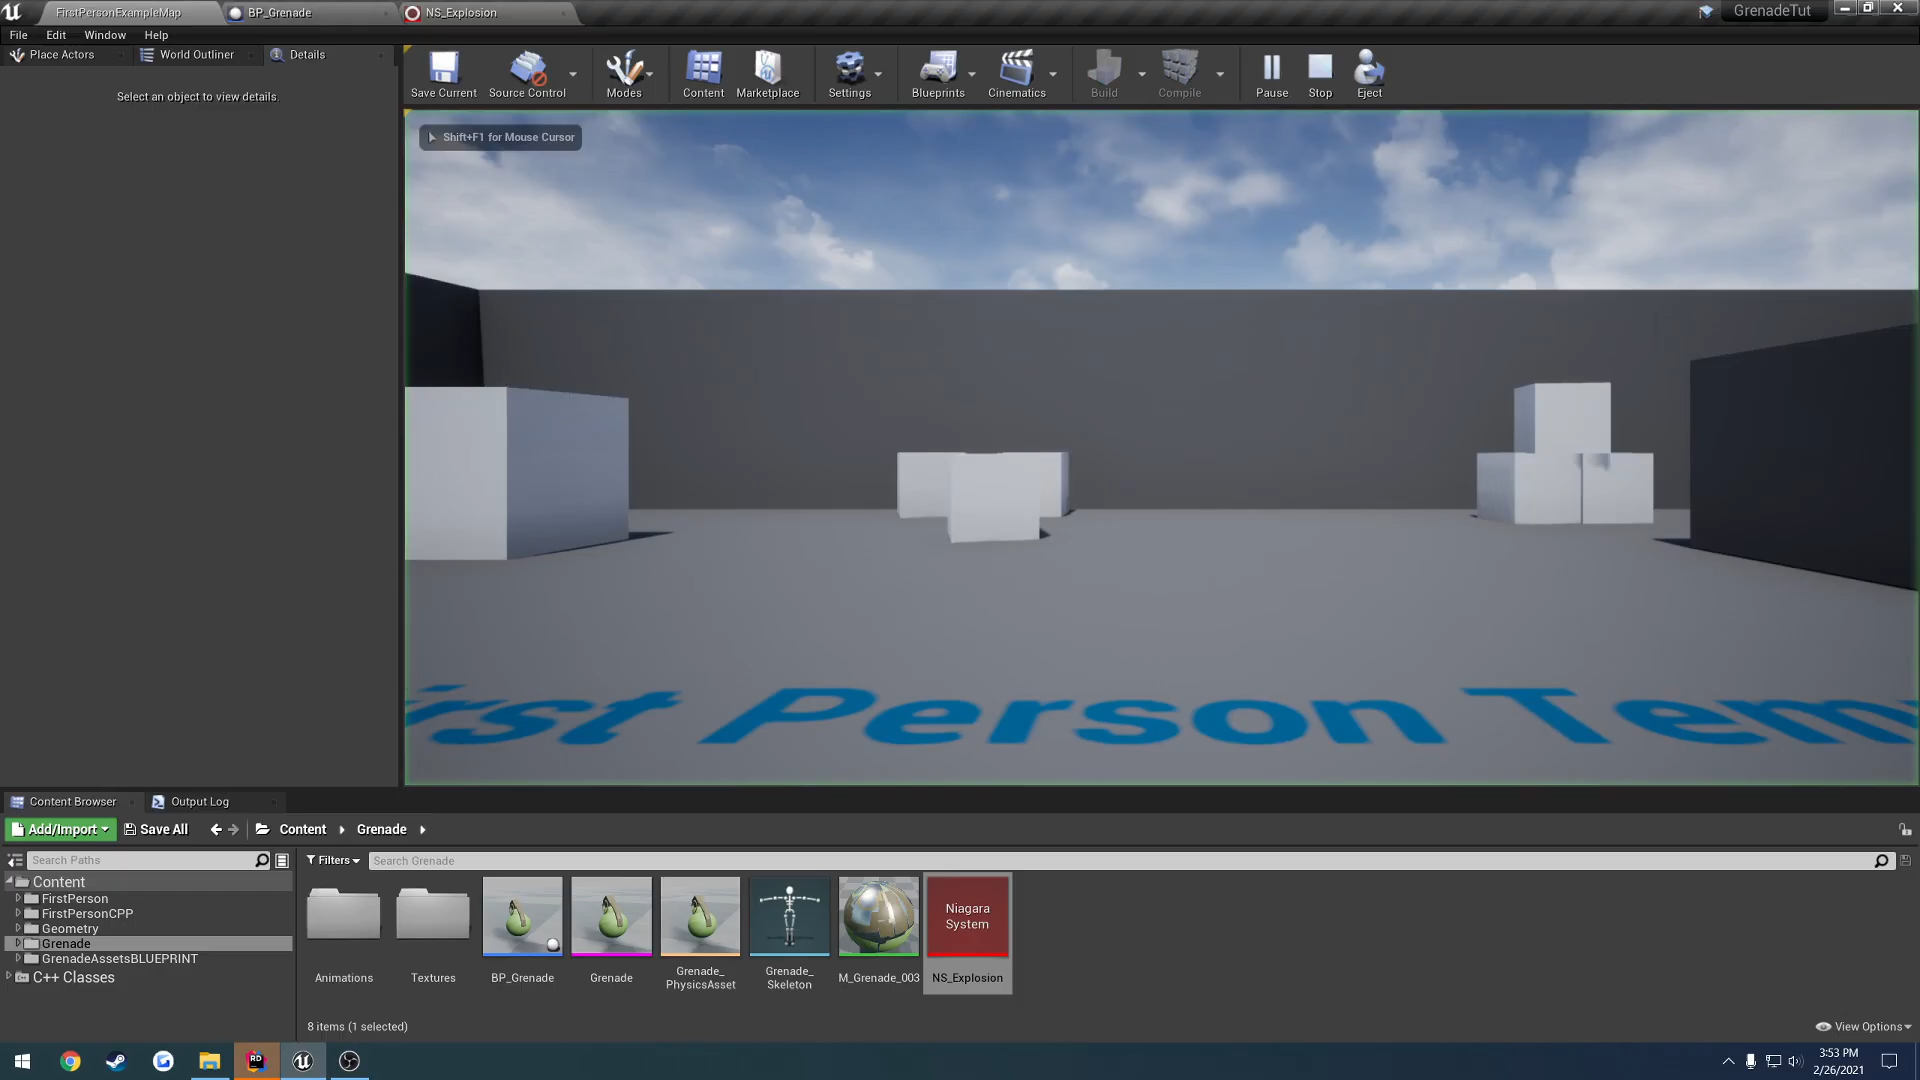 FirstPersonExampleMap
BP_Grenade
NS_Explosion
GrenadeTut
File Edit Window Help
Place Actors
World Outliner
Details
Select an object to view details.
Save Current
Source Control
Modes
Content
Marketplace
Settings
Blueprints
Cinematics
Build
Compile
Pause
Stop
Eject
Shift+F1 for Mouse Cursor
rst Person Tem
Content Browser
Output Log
Add/Import
Save All
Content
Grenade
Search Paths
Filters
Search Grenade
Content
FirstPerson
FirstPersonCPP
Geometry
Grenade
GrenadeAssetsBLUEPRINT
C++ Classes
Niagara
System
Animations
Textures
BP_Grenade
Grenade
Grenade_
PhysicsAsset
Grenade_
Skeleton
M_Grenade_003
NS_Explosion
8 items (1 selected)
View Options
RD
3:53 PM
2/26/2021